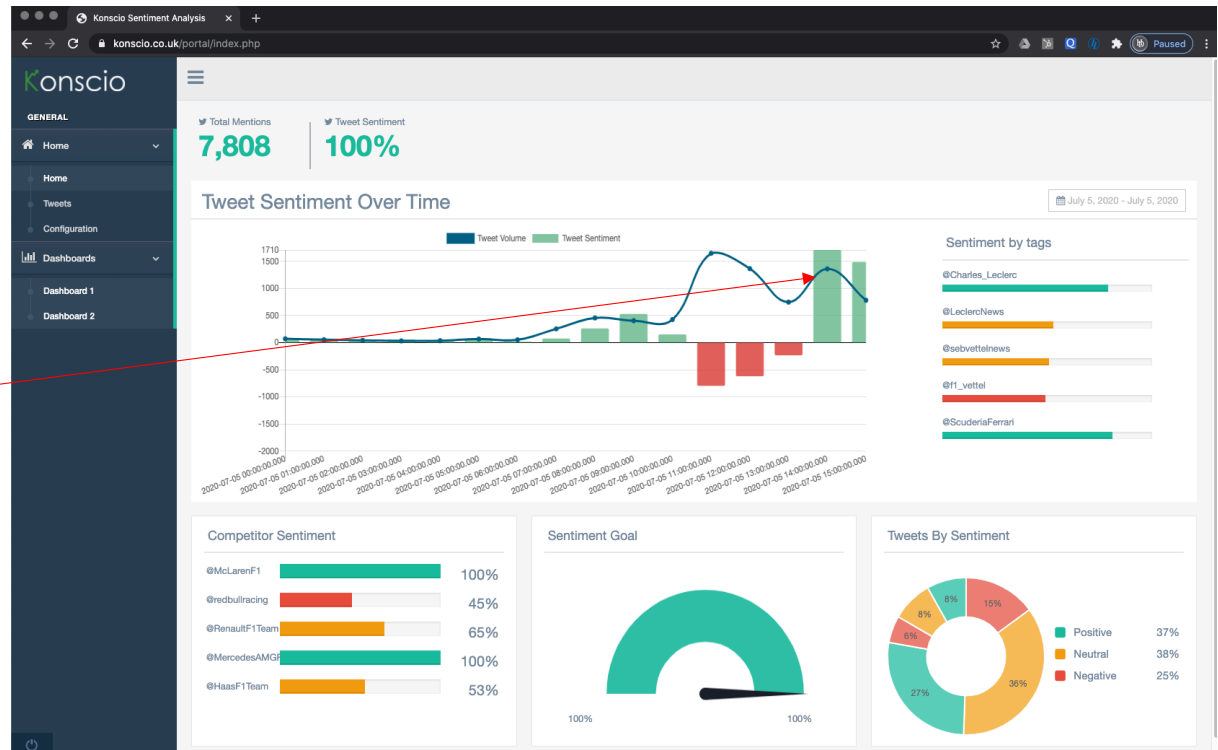 Konscio Sentiment Analysis
konscio.co.uk/portal/index.php
Paused
Konscio
GENERAL
Home
Home
Tweets
Configuration
Dashboards
Dashboard 1
Dashboard 2
Total Mentions
7,808
Tweet Sentiment
100%
Tweet Sentiment Over Time
July 5, 2020 - July 5, 2020
Tweet Volume
Tweet Sentiment
1710
1500
1000
500
0
-500
-1000
-1500
-2000
2020-07-05 00:00:00.000
2020-07-05 01:00:00.000
2020-07-05 02:00:00.000
2020-07-05 03:00:00.000
2020-07-05 04:00:00.000
2020-07-05 05:00:00.000
2020-07-05 06:00:00.000
2020-07-05 07:00:00.000
2020-07-05 08:00:00.000
2020-07-05 09:00:00.000
2020-07-05 10:00:00.000
2020-07-05 11:00:00.000
2020-07-05 12:00:00.000
2020-07-05 13:00:00.000
2020-07-05 14:00:00.000
2020-07-05 15:00:00.000
Sentiment by tags
@Charles_Leclerc
@LeclercNews
@sebvettelnews
@f1_vettel
@ScuderiaFerrari
Competitor Sentiment
@McLarenF1 100%
@redbullracing 45%
@RenaultF1Team 65%
@MercedesAMGF 100%
@HaasF1Team 53%
Sentiment Goal
100%
100%
Tweets By Sentiment
8%
15%
8%
6%
27%
36%
Positive 37%
Neutral 38%
Negative 25%